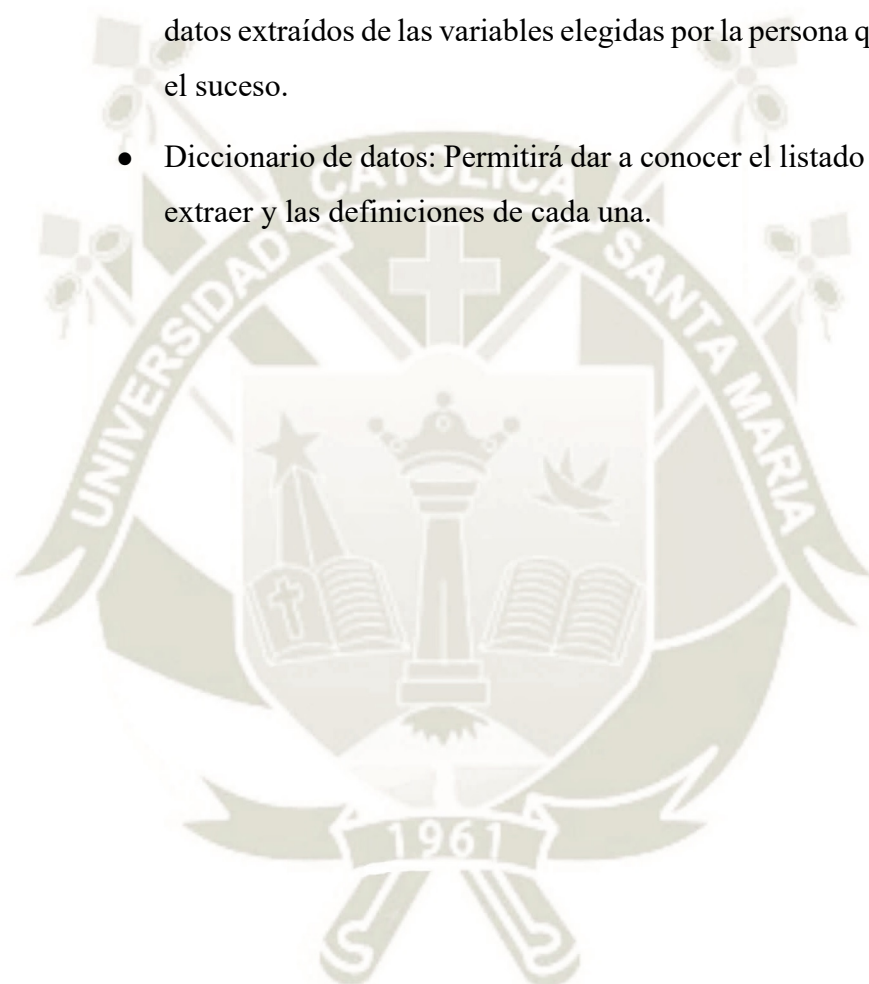 datos extraídos de las variables elegidas por la persona q
el suceso.
● Diccionario de datos: Permitirá dar a conocer el listado
extraer y las definiciones de cada una.
CATOLICA
UNIVERSIDAD
SANTA MARIA
1961